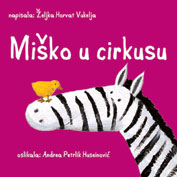 napisala: Željka Horvat Vukelja
Miško u cirkusu
oslikala: Andrea Petrlik Huseinović